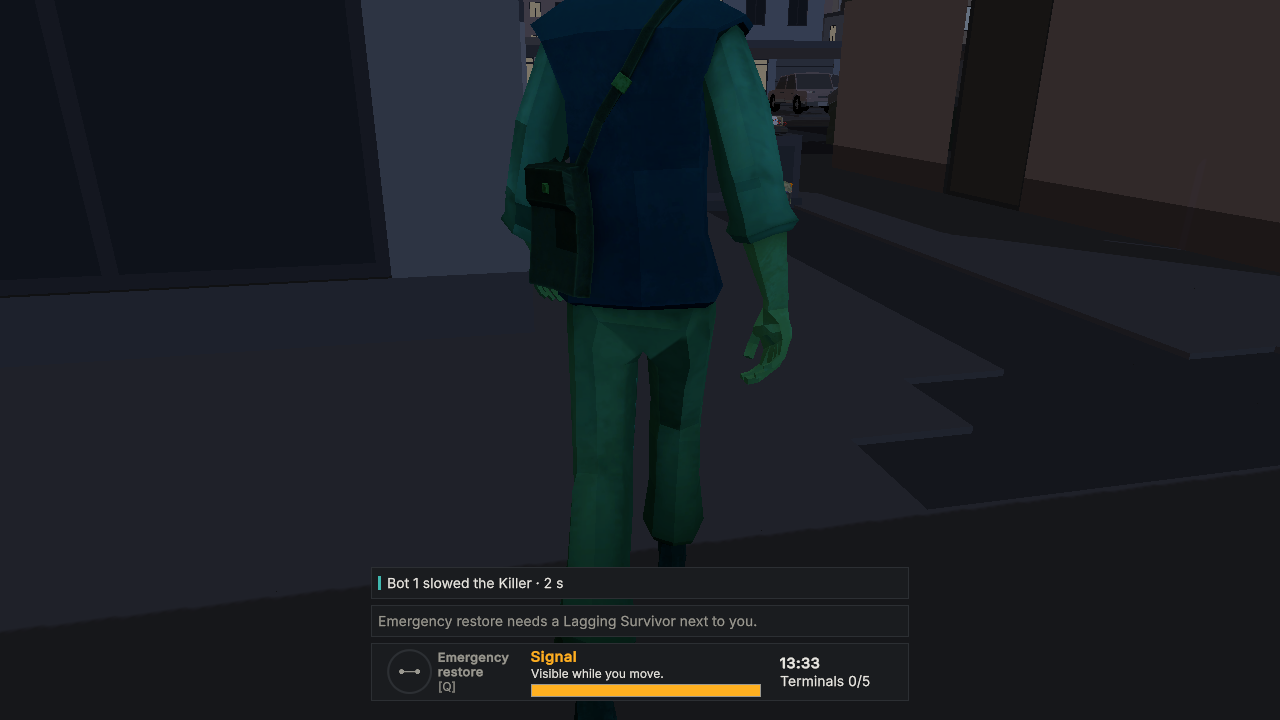 Bot 1 slowed the Killer · 2 s
Emergency restore needs a Lagging Survivor next to you.
Emergency
restore
[Q]
Signal
Visible while you move.
13:33
Terminals 0/5